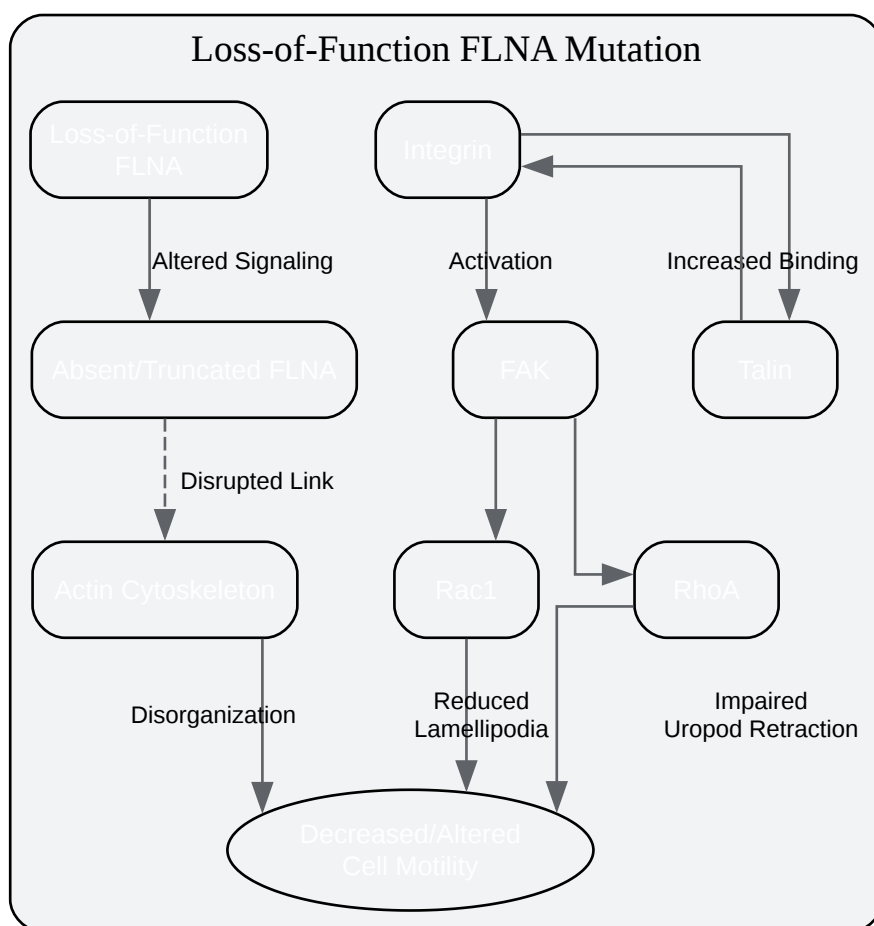 Loss-of-Function FLNA Mutation
Loss-of-Function
FLNA
Integrin
Altered Signaling
Activation
Increased Binding
Absent/Truncated FLNA
FAK
Talin
Disrupted Link
Actin Cytoskeleton
Rac1
RhoA
Disorganization
Reduced
Lamellipodia
Impaired
Uropod Retraction
Decreased/Altered
Cell Motility